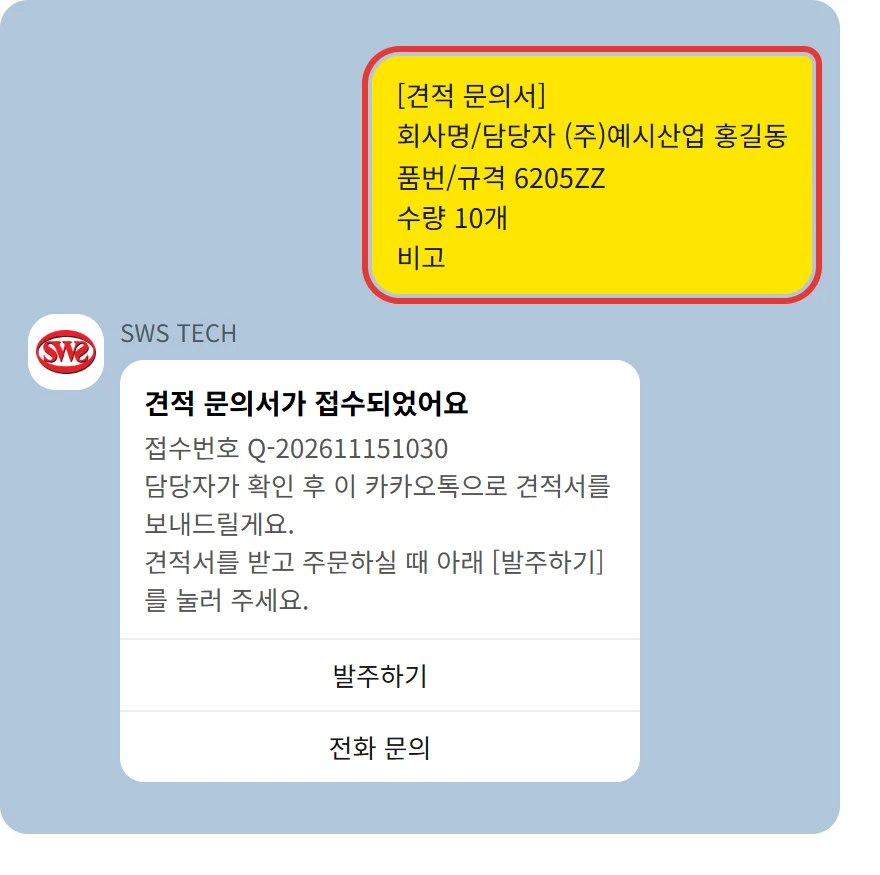 [견적 문의서]
회사명/담당자 (주)예시산업 홍길동
품번/규격 6205ZZ
수량 10개
비고
SWS
SWS TECH
견적 문의서가 접수되었어요
접수번호 Q-202611151030
담당자가 확인 후 이 카카오톡으로 견적서를
보내드릴게요.
견적서를 받고 주문하실 때 아래 [발주하기]
를 눌러 주세요.
발주하기
전화 문의